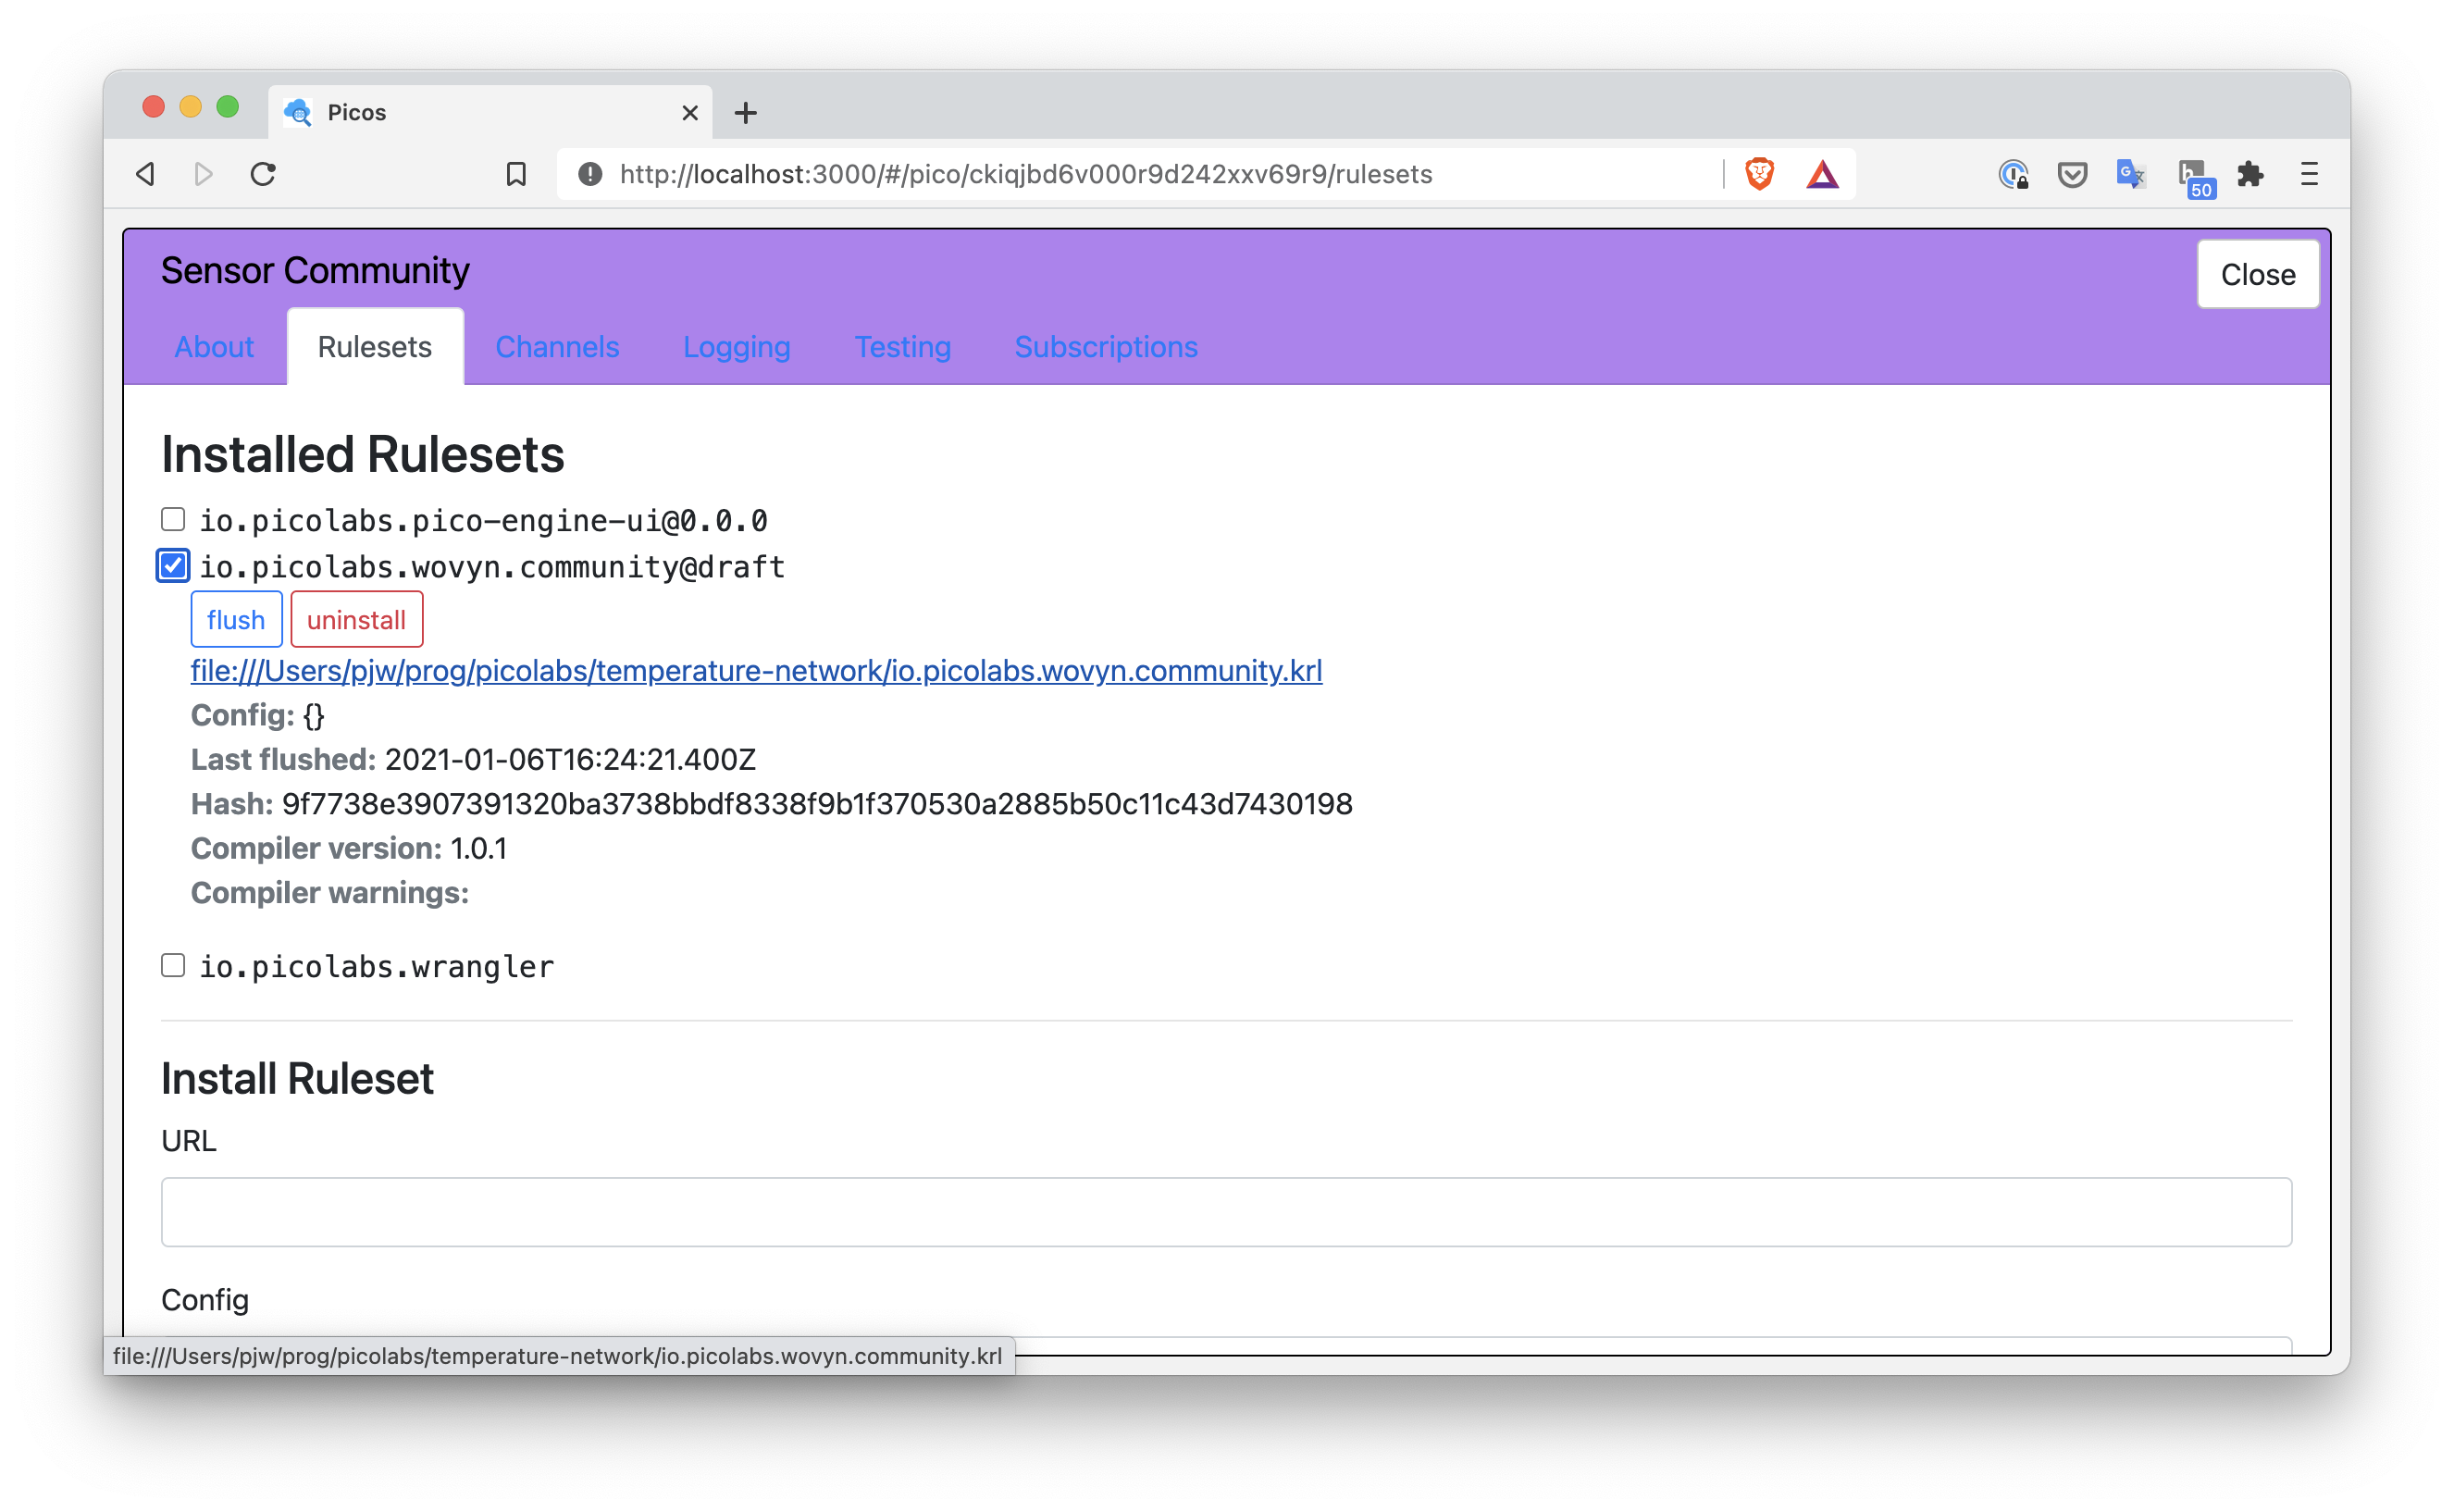 Picos
http://localhost:3000/#/pico/ckiqjbd6v000r9d242xxv69r9/rulesets
50
Sensor Community
Close
About Rulesets Channels Logging Testing Subscriptions
Installed Rulesets
io.picolabs.pico-engine-ui@0.0.0
io.picolabs.wovyn.community@draft
flush uninstall
file:///Users/pjw/prog/picolabs/temperature-network/io.picolabs.wovyn.community.krl
Config: {}
Last flushed: 2021-01-06T16:24:21.400Z
Hash: 9f7738e3907391320ba3738bbdf8338f9b1f370530a2885b50c11c43d7430198
Compiler version: 1.0.1
Compiler warnings:
io.picolabs.wrangler
Install Ruleset
URL
Config
file:///Users/pjw/prog/picolabs/temperature-network/io.picolabs.wovyn.community.krl